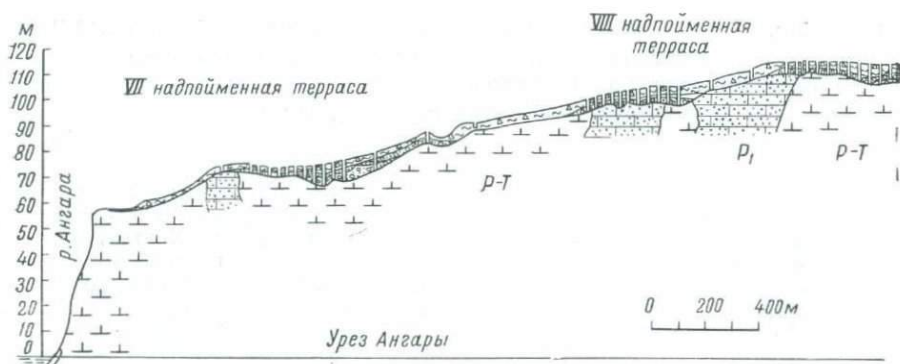 м
120
110
100
90
80
70
60
50
40
30
20
10
0
р. Ангара
VII надпойменная терраса
VIII надпойменная
терраса
P-T
P₁
P-T
0 200 400м
Урез Ангары